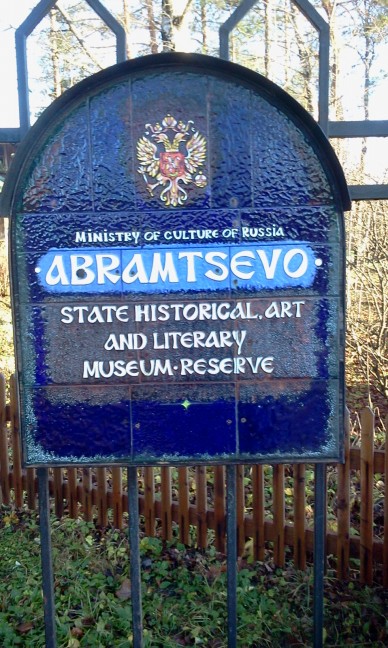 MINISTRY OF CULTURE OF RUSSIA
ABRAMTSEVO
STATE HISTORICAL, ART
AND LITERARY
MUSEUM·RESERVE